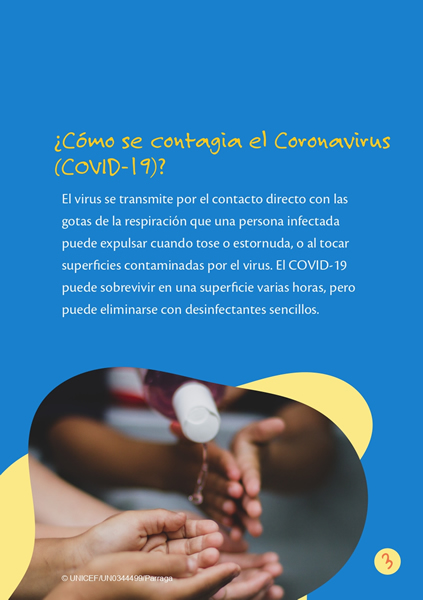 ¿Cómo se contagia el Coronavirus
(COVID-19)?
El virus se transmite por el contacto directo con las
gotas de la respiración que una persona infectada
puede expulsar cuando tose o estornuda, o al tocar
superficies contaminadas por el virus. El COVID-19
puede sobrevivir en una superficie varias horas, pero
puede eliminarse con desinfectantes sencillos.
© UNICEF/UN0344499/Parraga
3